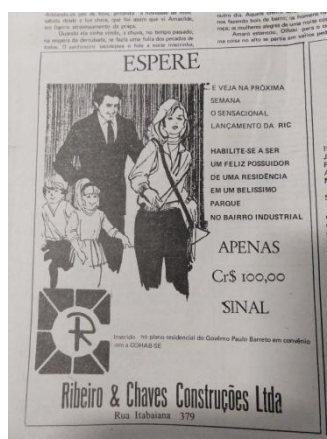 ESPERE
E VEJA NA PRÓXIMA
SEMANA
O SENSACIONAL
LANÇAMENTO DA RIC
HABILITE-SE A SER
UM FELIZ POSSUIDOR
DE UMA RESIDÊNCIA
EM UM BELISSIMO
PARQUE
NO BAIRRO INDUSTRIAL
APENAS
Cr$ 100,00
SINAL
Inserido no plano residencial do Govêrno Paulo Barreto em convênio
com a COHAB-SE
Ribeiro & Chaves Construções Ltda
Rua Itabaiana 379